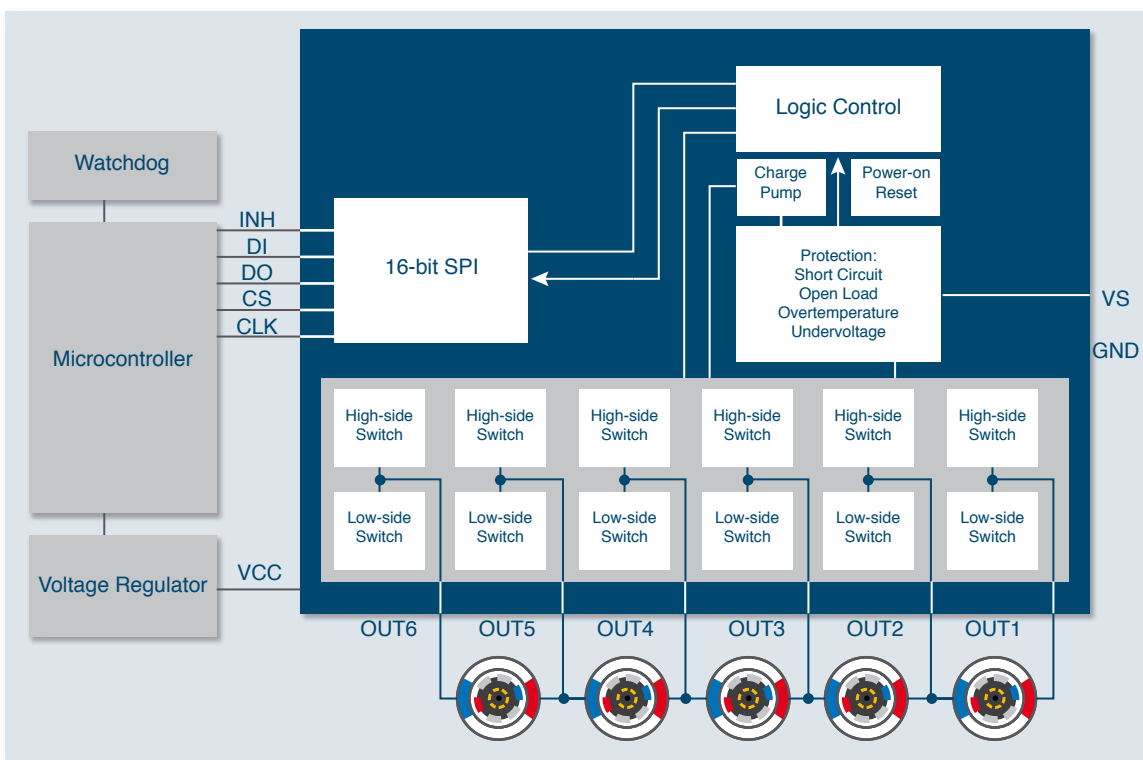 Logic Control
Watchdog
Charge
Pump
Power-on
Reset
INH
DI
DO
CS
CLK
16-bit SPI
Protection:
Short Circuit
Open Load
Overtemperature
Undervoltage
VS
GND
Microcontroller
High-side
Switch
High-side
Switch
High-side
Switch
High-side
Switch
High-side
Switch
High-side
Switch
Low-side
Switch
Low-side
Switch
Low-side
Switch
Low-side
Switch
Low-side
Switch
Low-side
Switch
Voltage Regulator
VCC
OUT6
OUT5
OUT4
OUT3
OUT2
OUT1